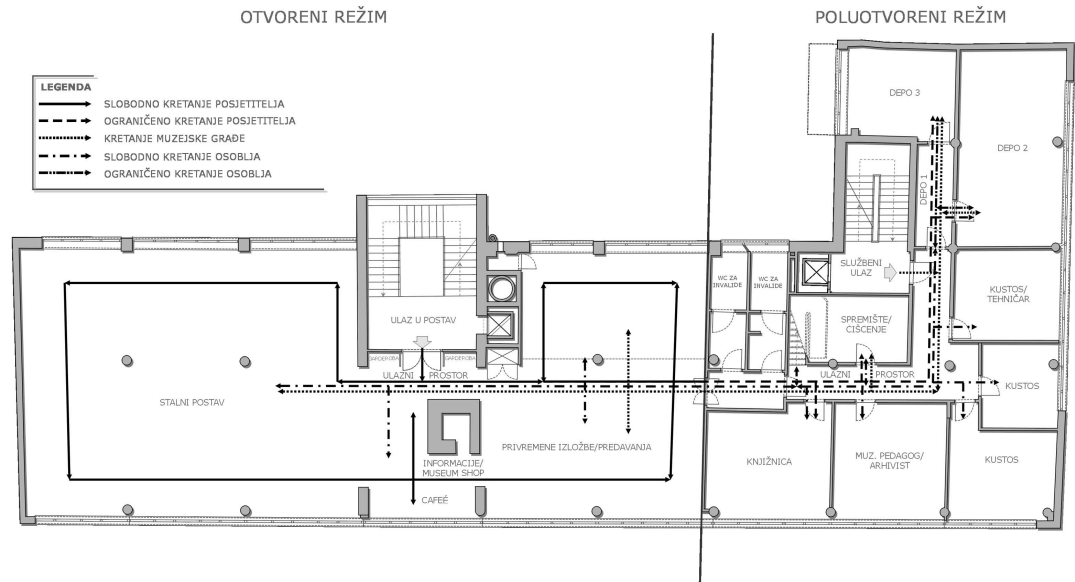 OTVORENI REŽIM
POLUOTVORENI REŽIM
LEGENDA
SLOBODNO KRETANJE POSJETITELJA
OGRANIČENO KRETANJE POSJETITELJA
KRETANJE MUZEJSKE GRAĐE
SLOBODNO KRETANJE OSOBLJA
OGRANIČENO KRETANJE OSOBLJA
DEPO 3
DEPO 2
DEPO 1
SLUŽBENI
ULAZ
WC ZA
INVALIDE
WC ZA
INVALIDE
KUSTOS/
TEHNIČAR
ULAZ U POSTAV
SPREMIŠTE/
ČIŠĆENJE
GARDEROBA
GARDEROBA
ULAZNI PROSTOR
ULAZNI PROSTOR
KUSTOS
STALNI POSTAV
PRIVREMENE IZLOŽBE/PREDAVANJA
INFORMACIJE/
MUSEUM SHOP
CAFEÉ
KNJIŽNICA
MUZ. PEDAGOG/
ARHIVIST
KUSTOS